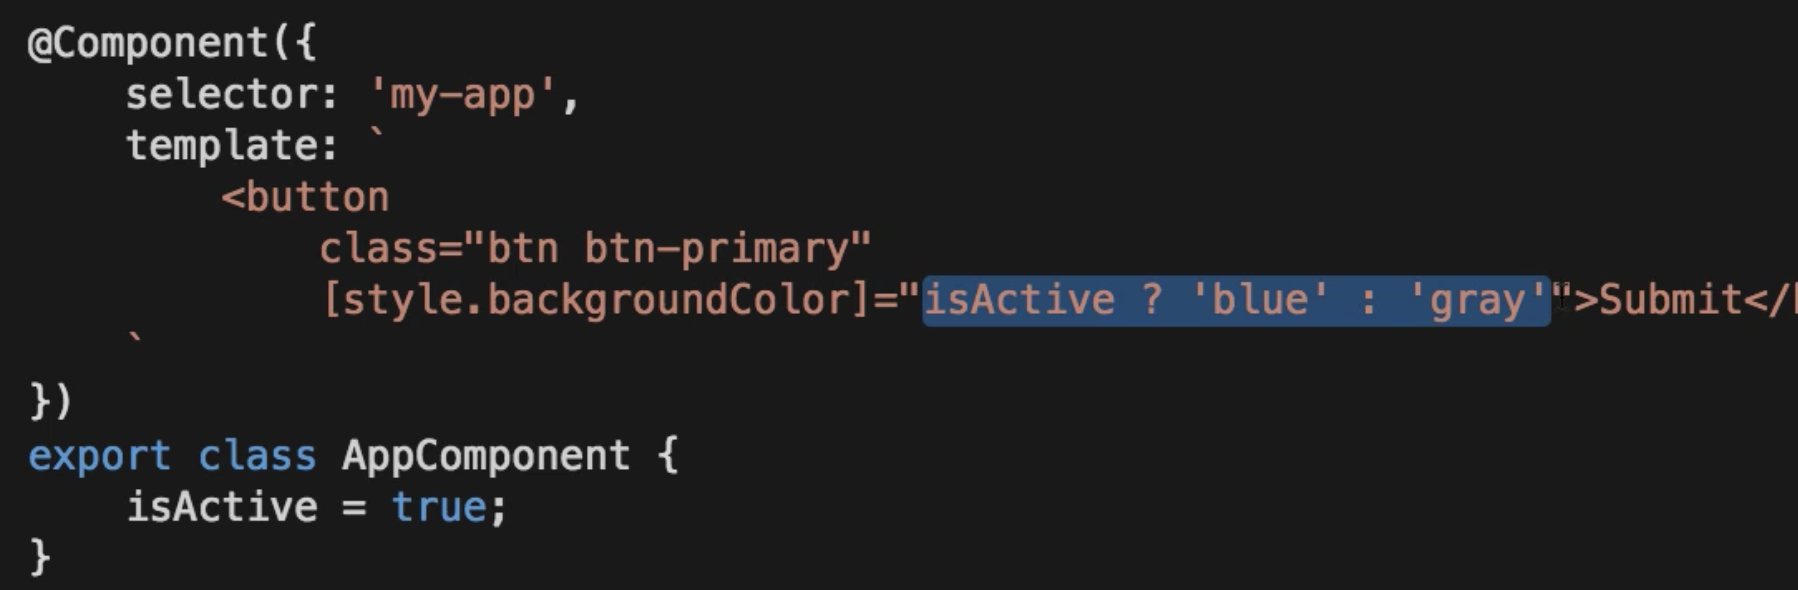 @Component({
    selector: 'my-app',
    template: `
        <button
            class="btn btn-primary"
            [style.backgroundColor]="isActive ? 'blue' : 'gray'">Submit</
    `
})
export class AppComponent {
    isActive = true;
}